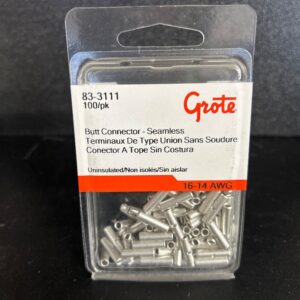 83-3111
100/pk
Grote
Butt Connector - Seamless
Terminaux De Type Union Sans Soudure
Conector A Tope Sin Costura
Uninsulated/Non isolés/Sin aislar
16-14 AWG